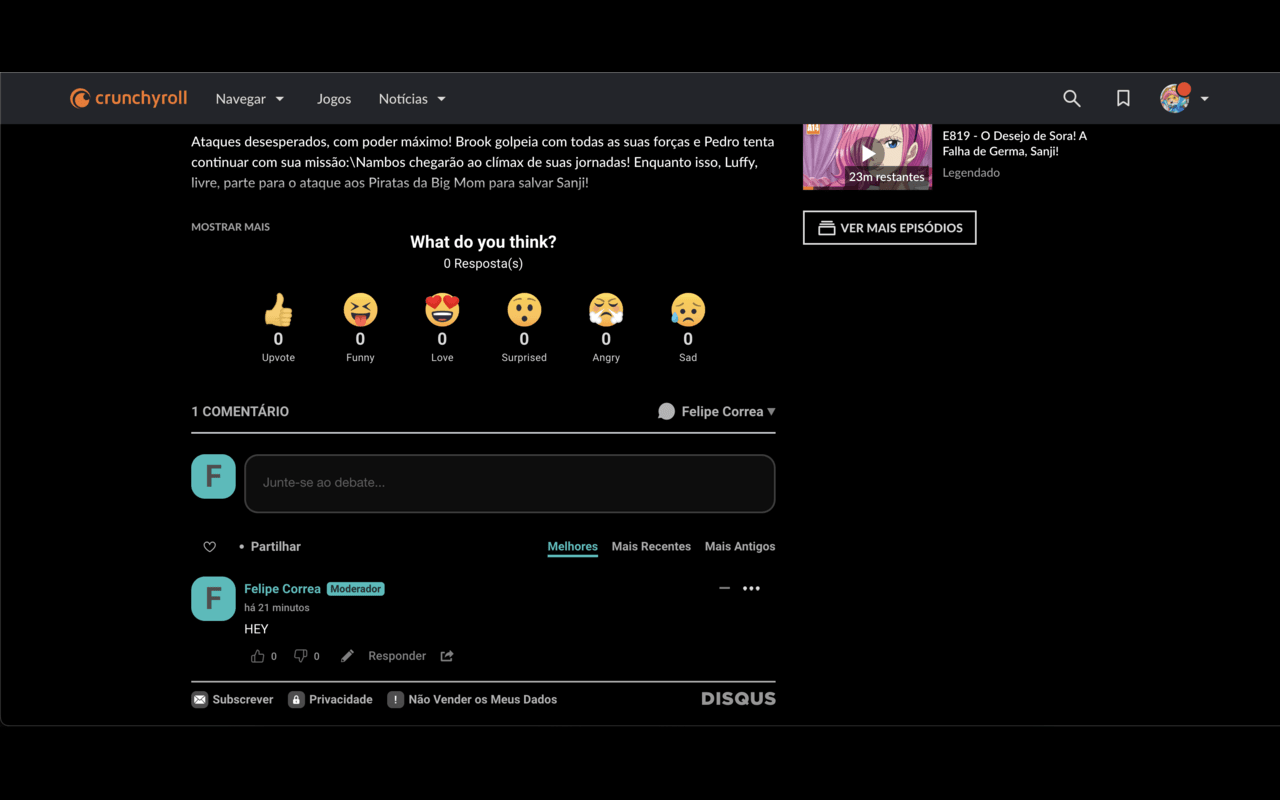 crunchyroll
Navegar
Jogos
Notícias
Ataques desesperados, com poder máximo! Brook golpeia com todas as suas forças e Pedro tenta
continuar com sua missão:\Nambos chegarão ao clímax de suas jornadas! Enquanto isso, Luffy,
livre, parte para o ataque aos Piratas da Big Mom para salvar Sanji!
MOSTRAR MAIS
A14
23m restantes
E819 - O Desejo de Sora! A
Falha de Germa, Sanji!
Legendado
VER MAIS EPISÓDIOS
What do you think?
0 Resposta(s)
0 0 0 0 0 0
Upvote Funny Love Surprised Angry Sad
1 COMENTÁRIO
Felipe Correa ▾
F
Junte-se ao debate...
• Partilhar
Melhores Mais Recentes Mais Antigos
F
Felipe Correa Moderador
há 21 minutos
HEY
0 0 Responder
Subscrever Privacidade ! Não Vender os Meus Dados
DISQUS